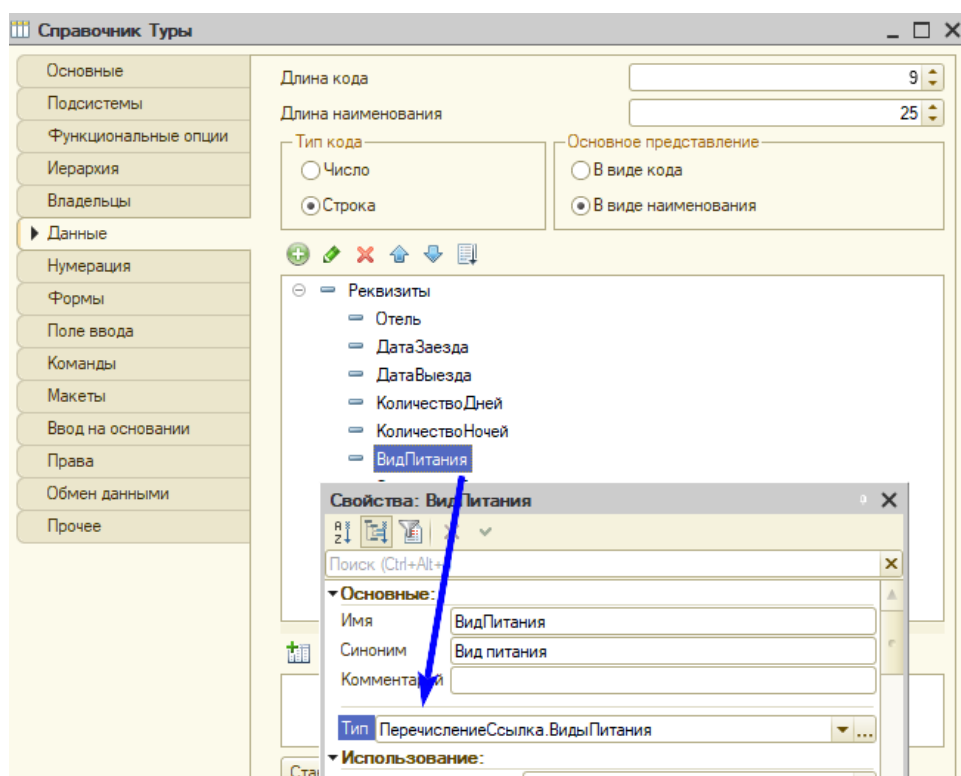 Справочник Туры
Основные
Подсистемы
Функциональные опции
Иерархия
Владельцы
Данные
Нумерация
Формы
Поле ввода
Команды
Макеты
Ввод на основании
Права
Обмен данными
Прочее
Длина кода 9
Длина наименования 25
Тип кода
Число
Строка
Основное представление
В виде кода
В виде наименования
Реквизиты
Отель
ДатаЗаезда
ДатаВыезда
КоличествоДней
КоличествоНочей
ВидПитания
Свойства: ВидПитания
Поиск (Ctrl+Alt+
Основные:
Имя ВидПитания
Синоним Вид питания
Комментарий
Тип ПеречислениеСсылка.ВидыПитания
Использование: